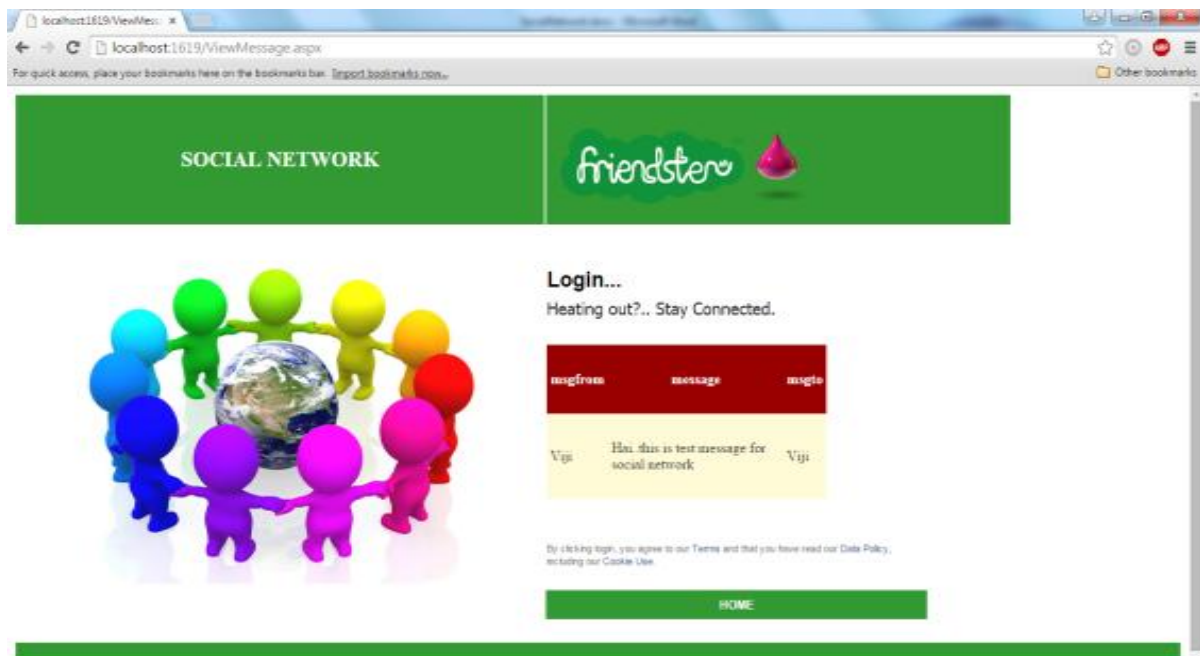 localhost:1619/ViewMess
localhost:1619/ViewMessage.aspx
For quick access, place your bookmarks here on the bookmarks bar. Import bookmarks now...
Other bookmarks
SOCIAL NETWORK
friendster
Login...
Heating out?.. Stay Connected.
msgfrom message msgto
Viji Hai. this is test message for Viji
social network
By clicking login, you agree to our Terms and that you have read our Data Policy,
including our Cookie Use.
HOME